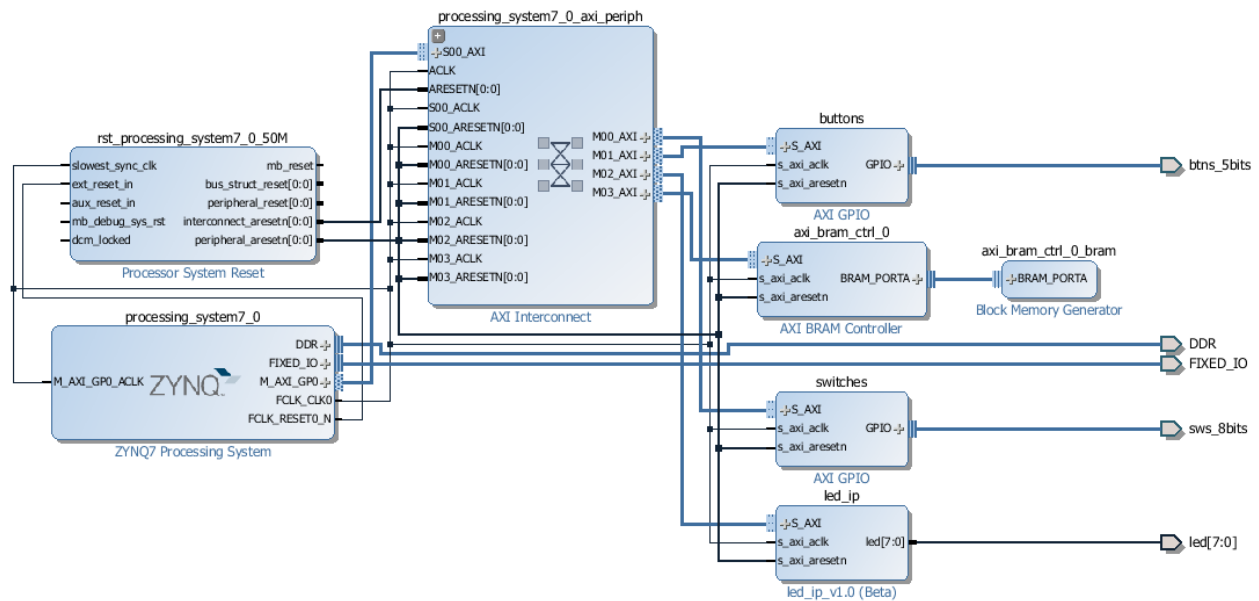 processing_system7_0_axi_periph
S00_AXI
ACLK
ARESETN[0:0]
S00_ACLK
S00_ARESETN[0:0]
M00_ACLK
M00_ARESETN[0:0]
M01_ACLK
M01_ARESETN[0:0]
M02_ACLK
M02_ARESETN[0:0]
M03_ACLK
M03_ARESETN[0:0]
M00_AXI
M01_AXI
M02_AXI
M03_AXI
AXI Interconnect
rst_processing_system7_0_50M
slowest_sync_clk
ext_reset_in
aux_reset_in
mb_debug_sys_rst
dcm_locked
mb_reset
bus_struct_reset[0:0]
peripheral_reset[0:0]
interconnect_aresetn[0:0]
peripheral_aresetn[0:0]
Processor System Reset
processing_system7_0
M_AXI_GP0_ACLK
ZYNQ
DDR
FIXED_IO
M_AXI_GP0
FCLK_CLK0
FCLK_RESET0_N
ZYNQ7 Processing System
buttons
S_AXI
s_axi_aclk
s_axi_aresetn
GPIO
AXI GPIO
btns_5bits
axi_bram_ctrl_0
S_AXI
s_axi_aclk
s_axi_aresetn
BRAM_PORTA
AXI BRAM Controller
axi_bram_ctrl_0_bram
BRAM_PORTA
Block Memory Generator
DDR
FIXED_IO
switches
S_AXI
s_axi_aclk
s_axi_aresetn
GPIO
AXI GPIO
sws_8bits
led_ip
S_AXI
s_axi_aclk
s_axi_aresetn
led[7:0]
led_ip_v1.0 (Beta)
led[7:0]